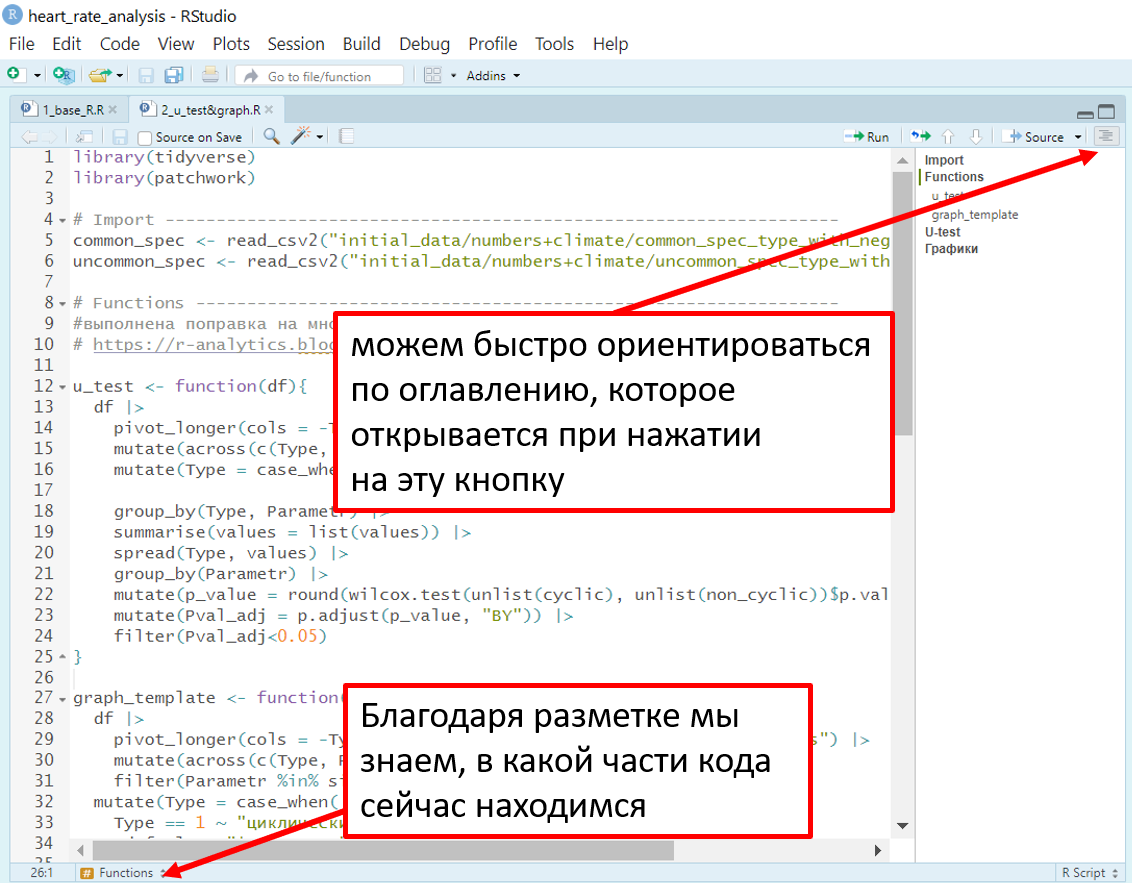 heart_rate_analysis - RStudio
File Edit Code View Plots Session Build Debug Profile Tools Help
Go to file/function Addins
1_base_R.R 2_u_test&graph.R
Source on Save Run Source
1 library(tidyverse)
2 library(patchwork)
3
4 # Import ----------------------------------------------------------------
5 common_spec <- read_csv2("initial_data/numbers+climate/common_spec_type_with_neg
6 uncommon_spec <- read_csv2("initial_data/numbers+climate/uncommon_spec_type_with
7
8 # Functions -------------------------------------------------------------
9 #выполнена поправка на
10 # https://r-analytics.
11
12 u_test <- function(df){
13 df |>
14 pivot_longer(cols =
15 mutate(across(c(Type,
16 mutate(Type =
17
18 group_by(Type, Parametr) |>
19 summarise(values = list(values)) |>
20 spread(Type, values) |>
21 group_by(Parametr) |>
22 mutate(p_value = round(wilcox.test(unlist(cyclic), unlist(non_cyclic))$p.val
23 mutate(Pval_adj = p.adjust(p_value, "BY")) |>
24 filter(Pval_adj<0.05)
25 }
26
27 graph_template <- function(
28 df |>
29 pivot_longer(cols = ") |>
30 mutate(across(c(Type,
31 filter(Parametr %in%
32 mutate(Type = case_when(
33 Type == 1 ~
34
Import
Functions
u_test
graph_template
U-test
Графики
можем быстро ориентироваться
по оглавлению, которое
открывается при нажатии
на эту кнопку
Благодаря разметке мы
знаем, в какой части кода
сейчас находимся
26:1 # Functions R Script